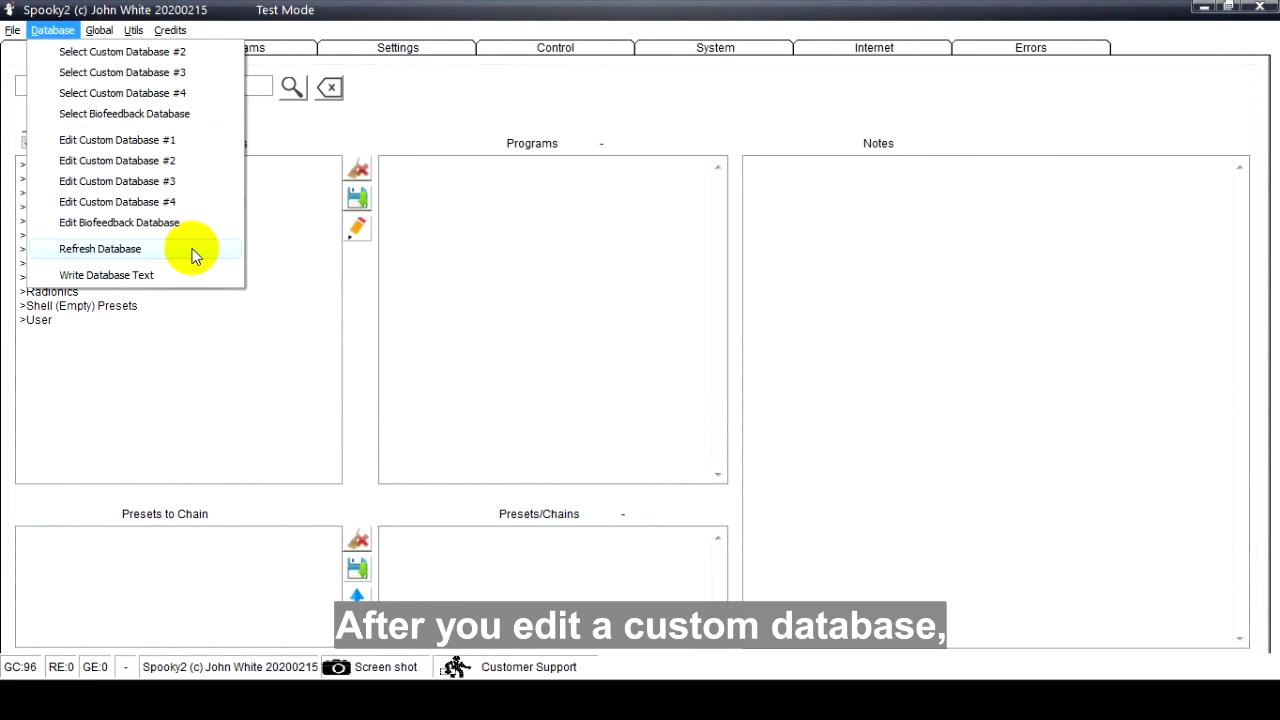 Spooky2 (c) John White 20200215 Test Mode
File Database Global Utils Credits
ams Settings Control System Internet Errors
Select Custom Database #2
Select Custom Database #3
Select Custom Database #4
Select Biofeedback Database
Edit Custom Database #1
Edit Custom Database #2
Edit Custom Database #3
Edit Custom Database #4
Edit Biofeedback Database
Refresh Database
Write Database Text
s Programs - Notes
>
>
>
>
>
>
>
>
>
>Radionics
>Shell (Empty) Presets
>User
Presets to Chain Presets/Chains -
After you edit a custom database,
GC:96 RE:0 GE:0 - Spooky2 (c) John White 20200215 Screen shot Customer Support